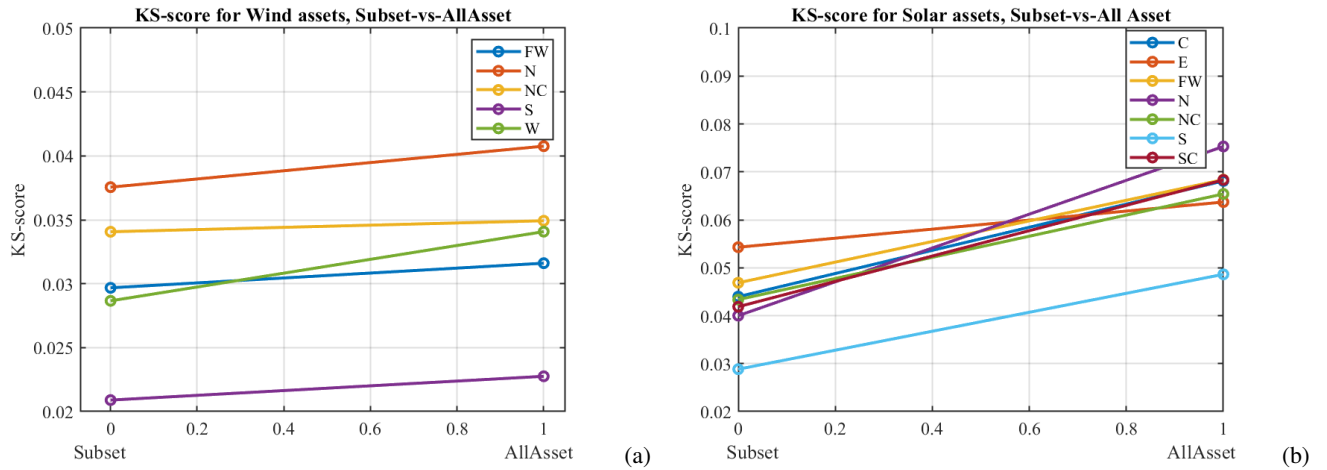 KS-score for Wind assets, Subset-vs-AllAsset
0.05
0.045
0.04
0.035
0.03
0.025
0.02
KS-score
FW
N
NC
S
W
0 0.2 0.4 0.6 0.8 1
Subset AllAsset
(a)
KS-score for Solar assets, Subset-vs-All Asset
0.1
0.09
0.08
0.07
0.06
0.05
0.04
0.03
0.02
KS-score
C
E
FW
N
NC
S
SC
0 0.2 0.4 0.6 0.8 1
Subset AllAsset
(b)